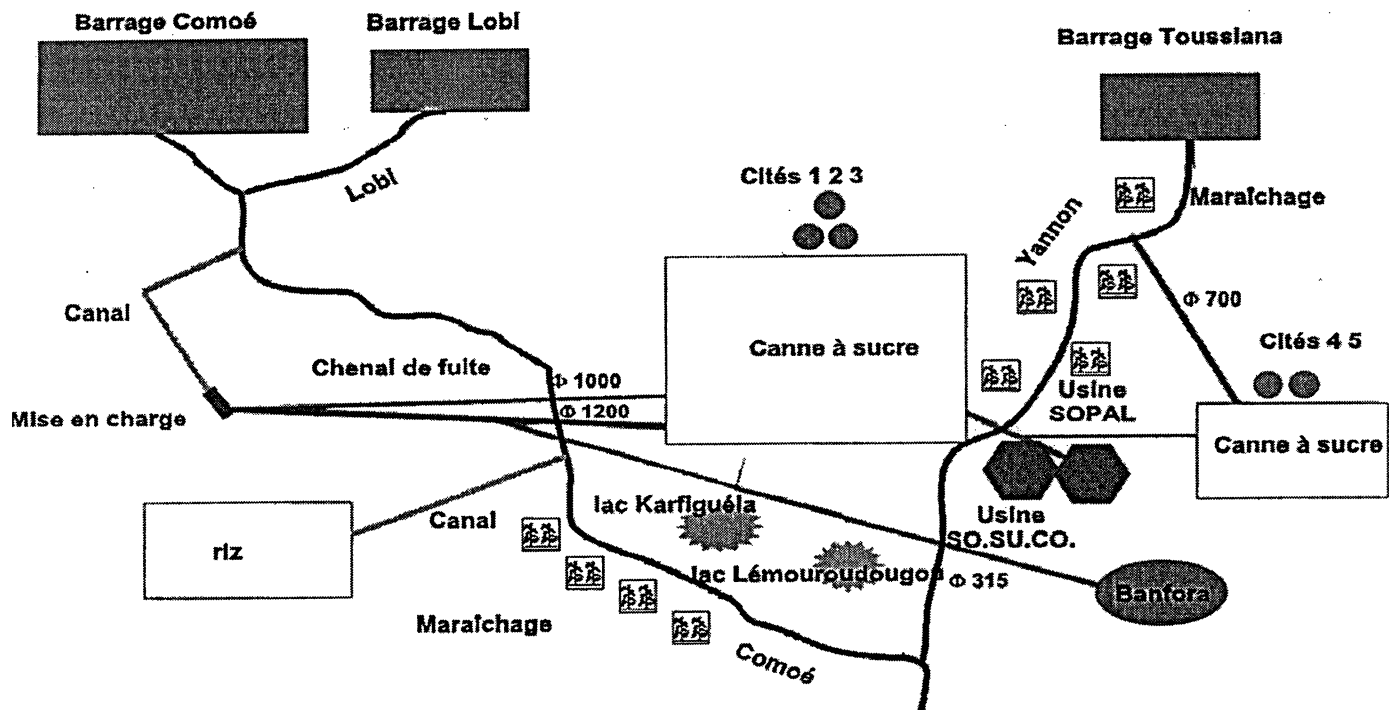 Barrage Comoé
Barrage Lobi
Barrage Toussiana
Lobi
Cités 1 2 3
Yannon
Maraîchage
Φ 700
Canal
Canne à sucre
Cités 4 5
Chenal de fuite
Φ 1000
Usine
SOPAL
Mise en charge
Φ 1200
Canne à sucre
riz
Canal
lac Karfiguéla
Usine
SO.SU.CO.
lac Lémouroudougou
Φ 315
Banfora
Maraîchage
Comoé